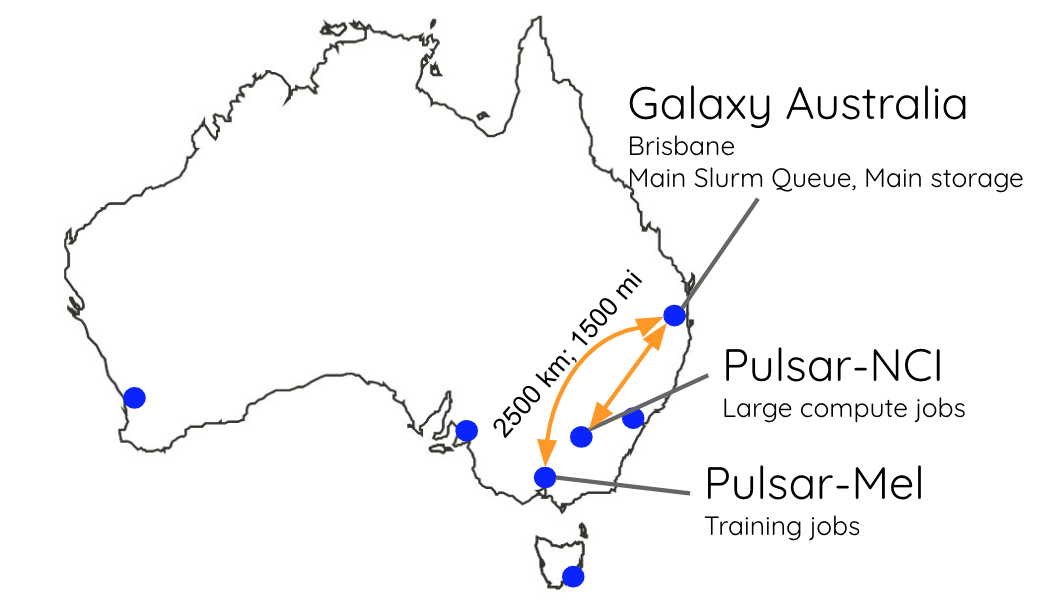 Galaxy Australia
Brisbane
Main Slurm Queue, Main storage
2500 km; 1500 mi
Pulsar-NCI
Large compute jobs
Pulsar-Mel
Training jobs